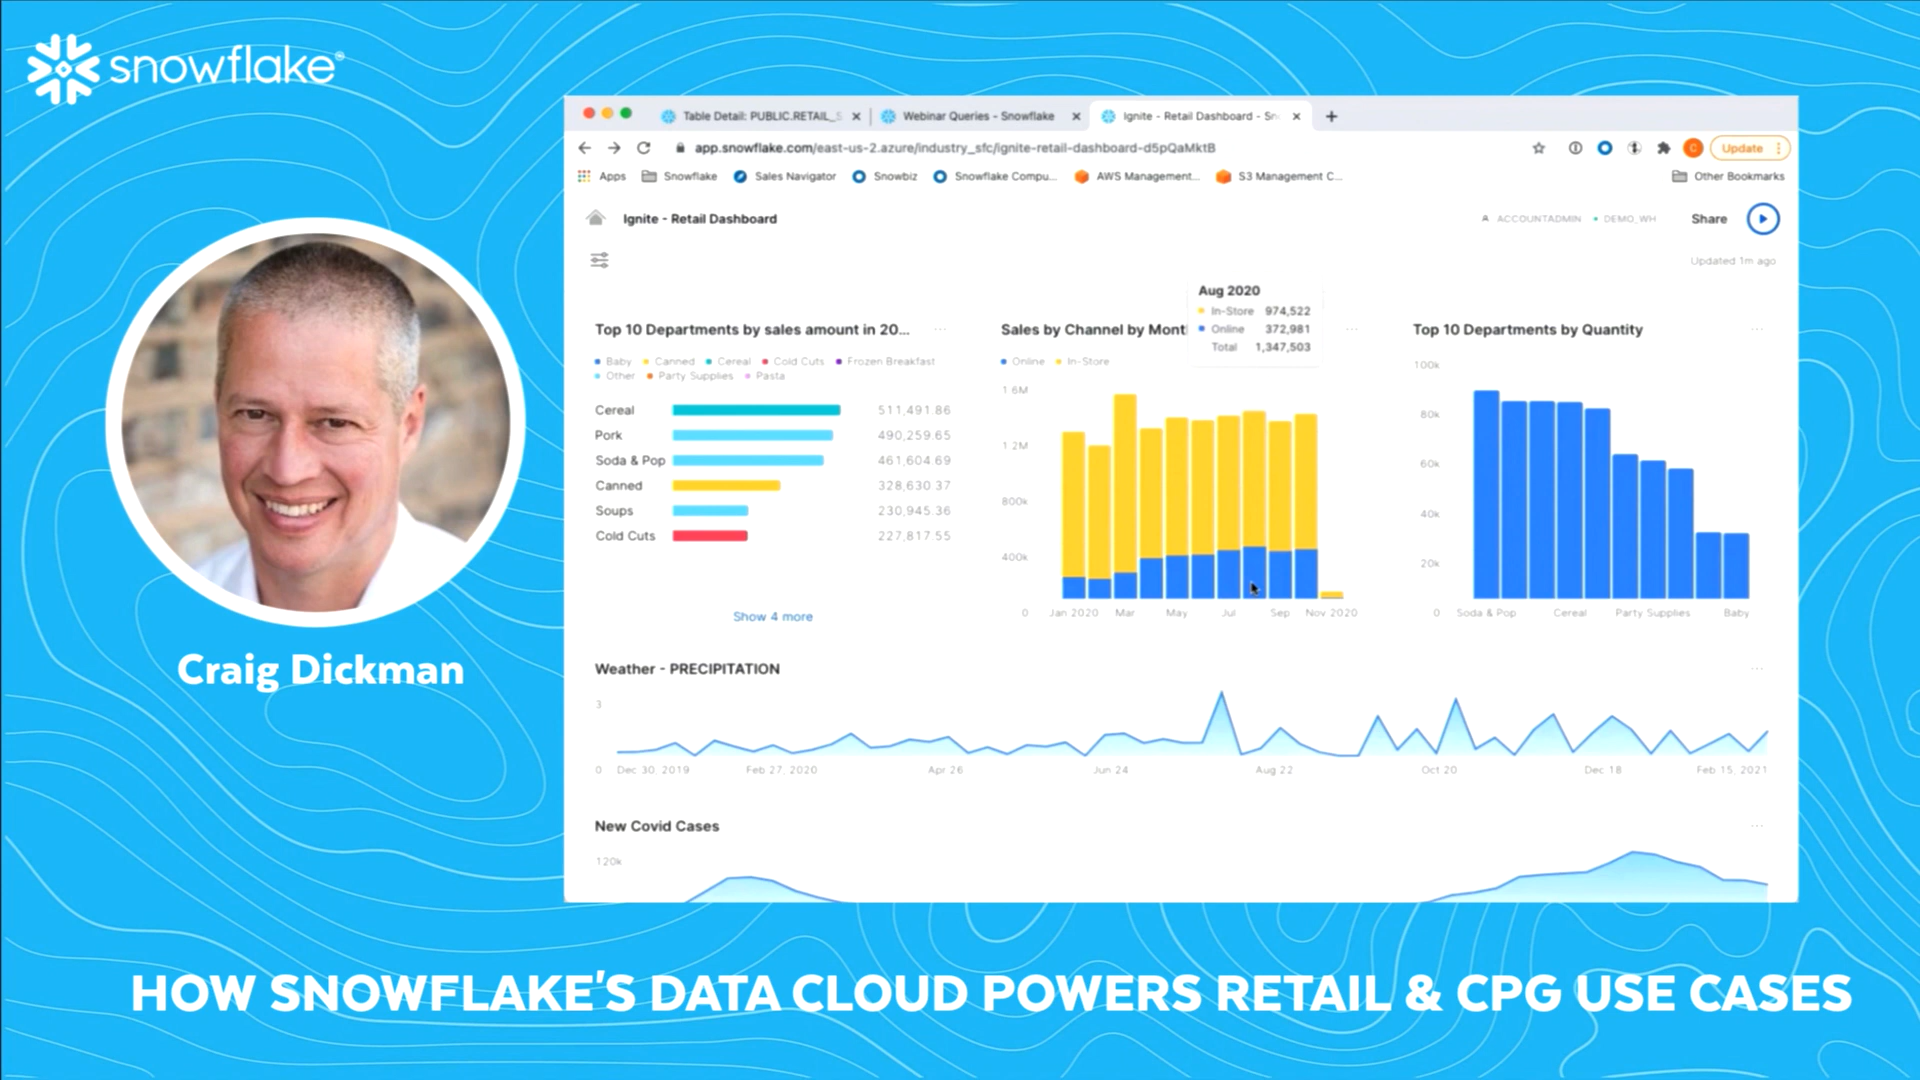 snowflake®
Table Detail: PUBLIC.RETAIL_S
Webinar Queries - Snowflake
Ignite - Retail Dashboard - Sn
app.snowflake.com/east-us-2.azure/industry_sfc/ignite-retail-dashboard-d5pQaMktB
C
Update
Apps
Snowflake
Sales Navigator
Snowbiz
Snowflake Compu...
AWS Management...
S3 Management C...
Other Bookmarks
Ignite - Retail Dashboard
ACCOUNTADMIN
DEMO_WH
Share
Updated 1m ago
Top 10 Departments by sales amount in 20...
Baby Canned Cereal Cold Cuts Frozen Breakfast
Other Party Supplies Pasta
Cereal 511,491.86
Pork 490,259.65
Soda & Pop 461,604.69
Canned 328,630.37
Soups 230,945.36
Cold Cuts 227,817.55
Show 4 more
Sales by Channel by Mont
Aug 2020
In-Store 974,522
Online 372,981
Total 1,347,503
Online In-Store
1.6M
1.2M
800k
400k
0
Jan 2020 Mar May Jul Sep Nov 2020
Top 10 Departments by Quantity
100k
80k
60k
40k
20k
0
Soda & Pop Cereal Party Supplies Baby
Weather - PRECIPITATION
3
0
Dec 30, 2019 Feb 27, 2020 Apr 26 Jun 24 Aug 22 Oct 20 Dec 18 Feb 15, 2021
New Covid Cases
120k
Craig Dickman
HOW SNOWFLAKE'S DATA CLOUD POWERS RETAIL & CPG USE CASES